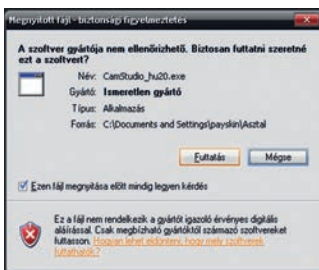 Megnyitott fájl - biztonsági figyelmeztetés
A szoftver gyártója nem ellenőrizhető. Biztosan futtatni szeretné
ezt a szoftvert?
Név: CamStudio_hu20.exe
Gyártó: Ismeretlen gyártó
Típus: Alkalmazás
Forrás: C:\Documents and Settings\payskin\Asztal
Futtatás Mégse
Ezen fájl megnyitása előtt mindig legyen kérdés
Ez a fájl nem rendelkezik a gyártót igazoló érvényes digitális
aláírással. Csak megbízható gyártóktól származó szoftvereket
futtasson. Hogyan lehet eldönteni, hogy mely szoftverek
futtathatók?